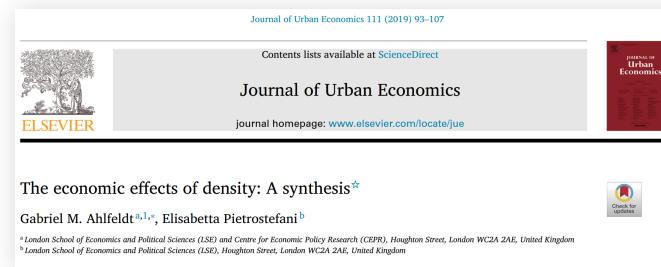 Journal of Urban Economics 111 (2019) 93–107
Contents lists available at ScienceDirect
Journal of Urban Economics
journal homepage: www.elsevier.com/locate/jue
ELSEVIER
JOURNAL OF
Urban
Economics
The economic effects of density: A synthesis☆
Check for
updates
Gabriel M. Ahlfeldt a,1,*, Elisabetta Pietrostefani b
a London School of Economics and Political Sciences (LSE) and Centre for Economic Policy Research (CEPR), Houghton Street, London WC2A 2AE, United Kingdom
b London School of Economics and Political Sciences (LSE), Houghton Street, London WC2A 2AE, United Kingdom